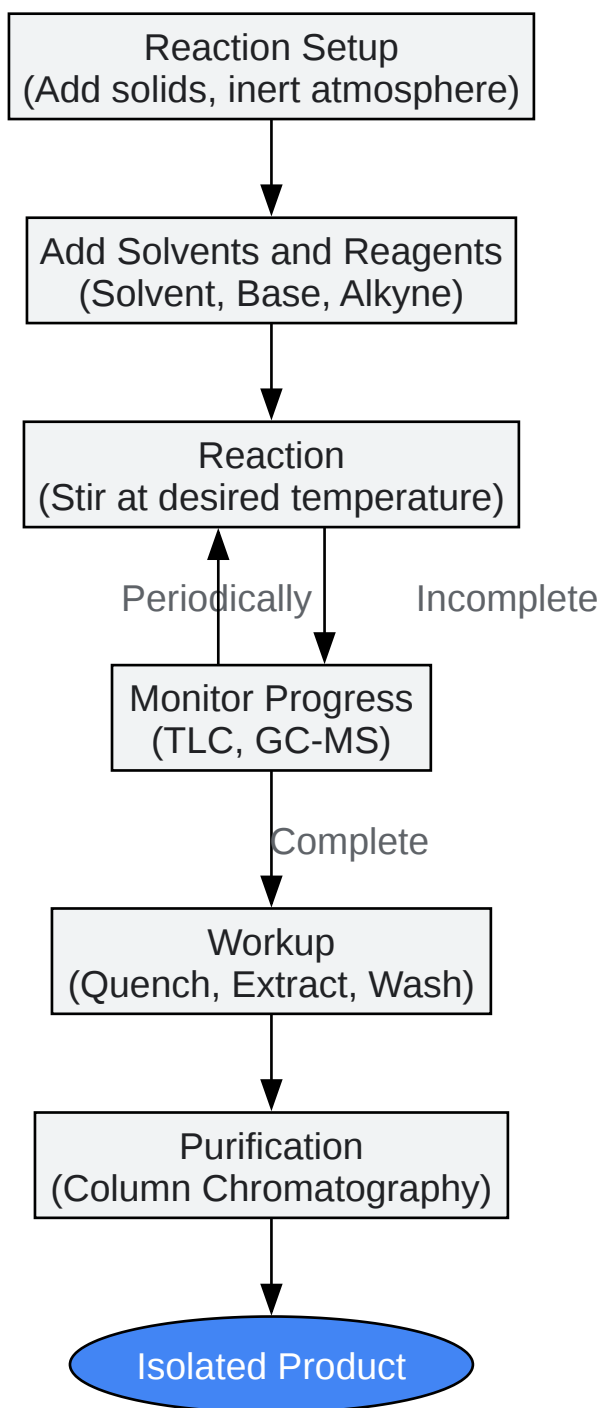 Reaction Setup
(Add solids, inert atmosphere)
Add Solvents and Reagents
(Solvent, Base, Alkyne)
Reaction
(Stir at desired temperature)
Periodically
Incomplete
Monitor Progress
(TLC, GC-MS)
Complete
Workup
(Quench, Extract, Wash)
Purification
(Column Chromatography)
Isolated Product